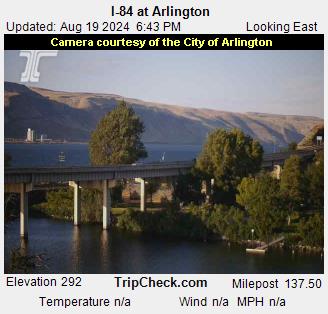 I-84 at Arlington
Updated: Aug 19 2024 6:43 PM Looking East
Camera courtesy of the City of Arlington
Elevation 292 TripCheck.com Milepost 137.50
Temperature n/a Wind n/a MPH n/a